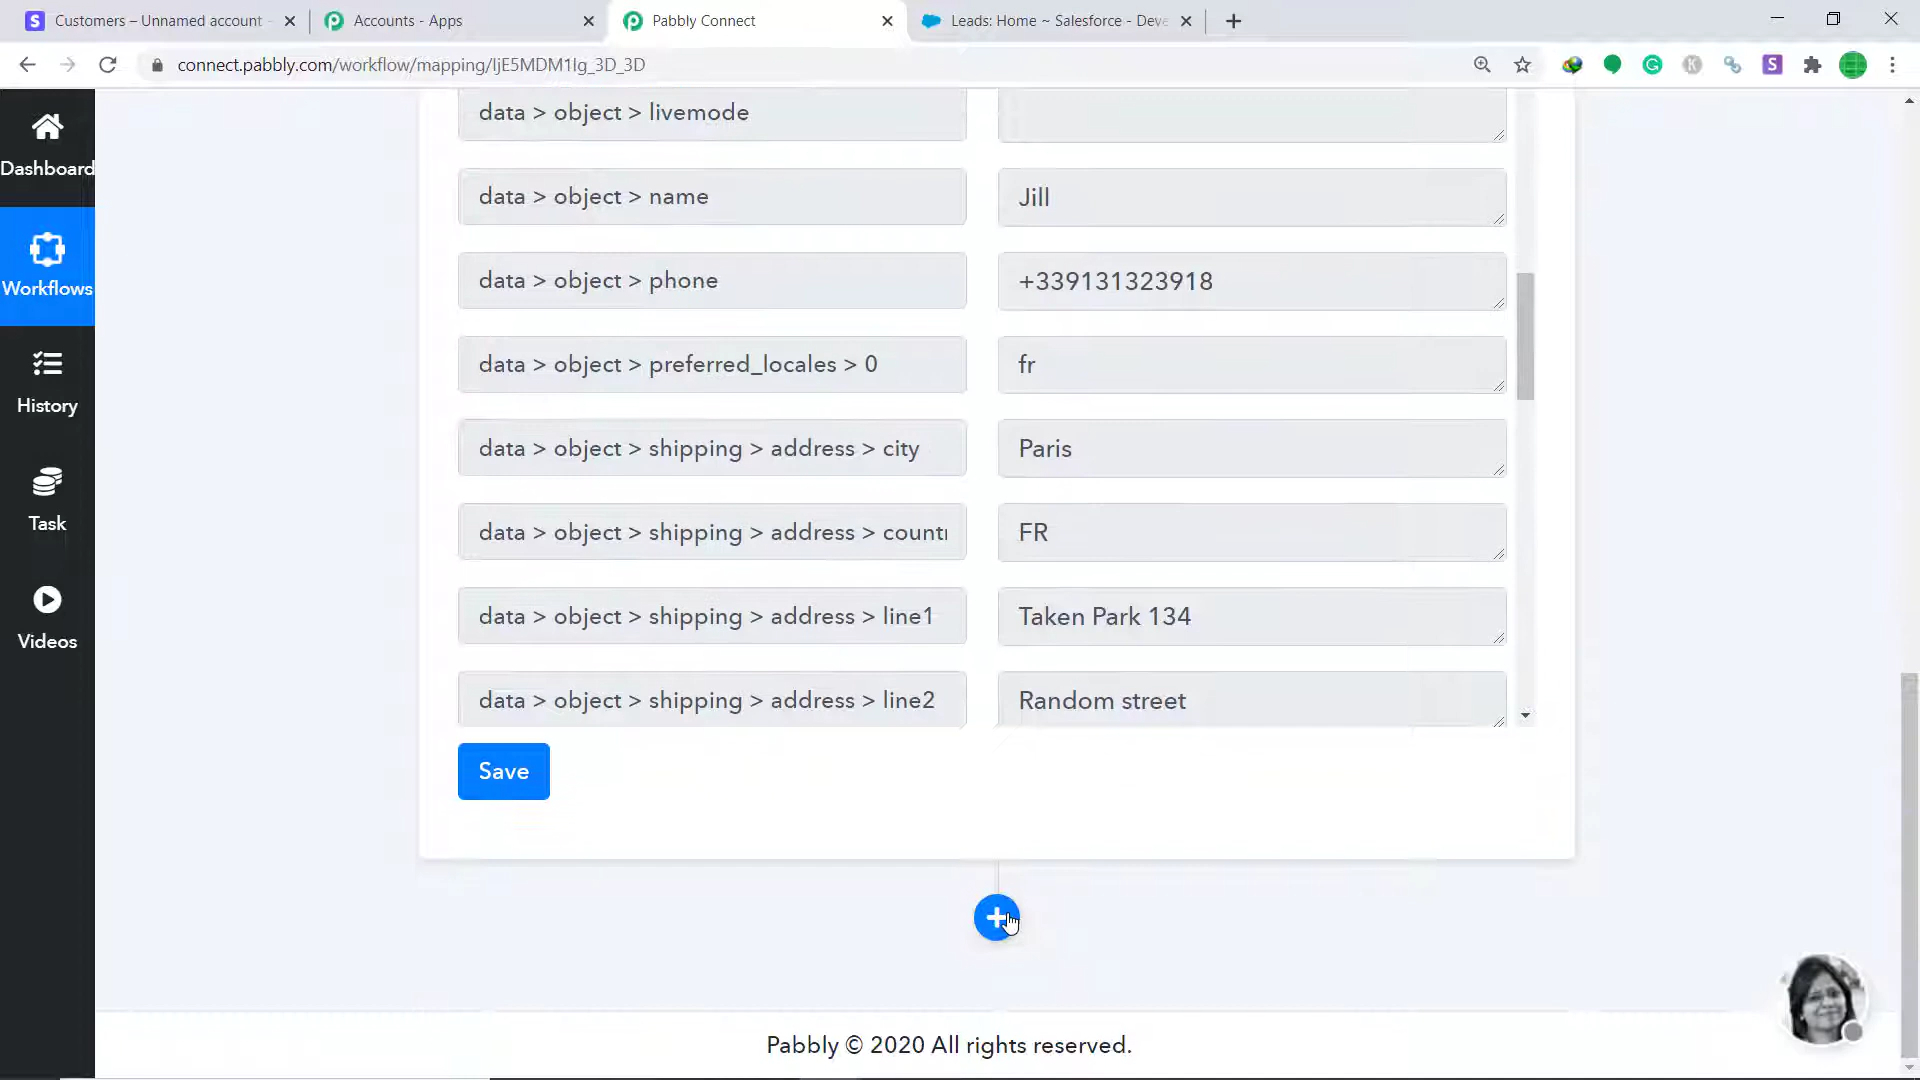 Customers – Unnamed account -
Accounts - Apps
Pabbly Connect
Leads: Home ~ Salesforce - Deve
connect.pabbly.com/workflow/mapping/IjE5MDM1Ig_3D_3D
Dashboard
Workflows
History
Task
Videos
data > object > livemode
data > object > name
Jill
data > object > phone
+339131323918
data > object > preferred_locales > 0
fr
data > object > shipping > address > city
Paris
data > object > shipping > address > countr
FR
data > object > shipping > address > line1
Taken Park 134
data > object > shipping > address > line2
Random street
Save
Pabbly © 2020 All rights reserved.